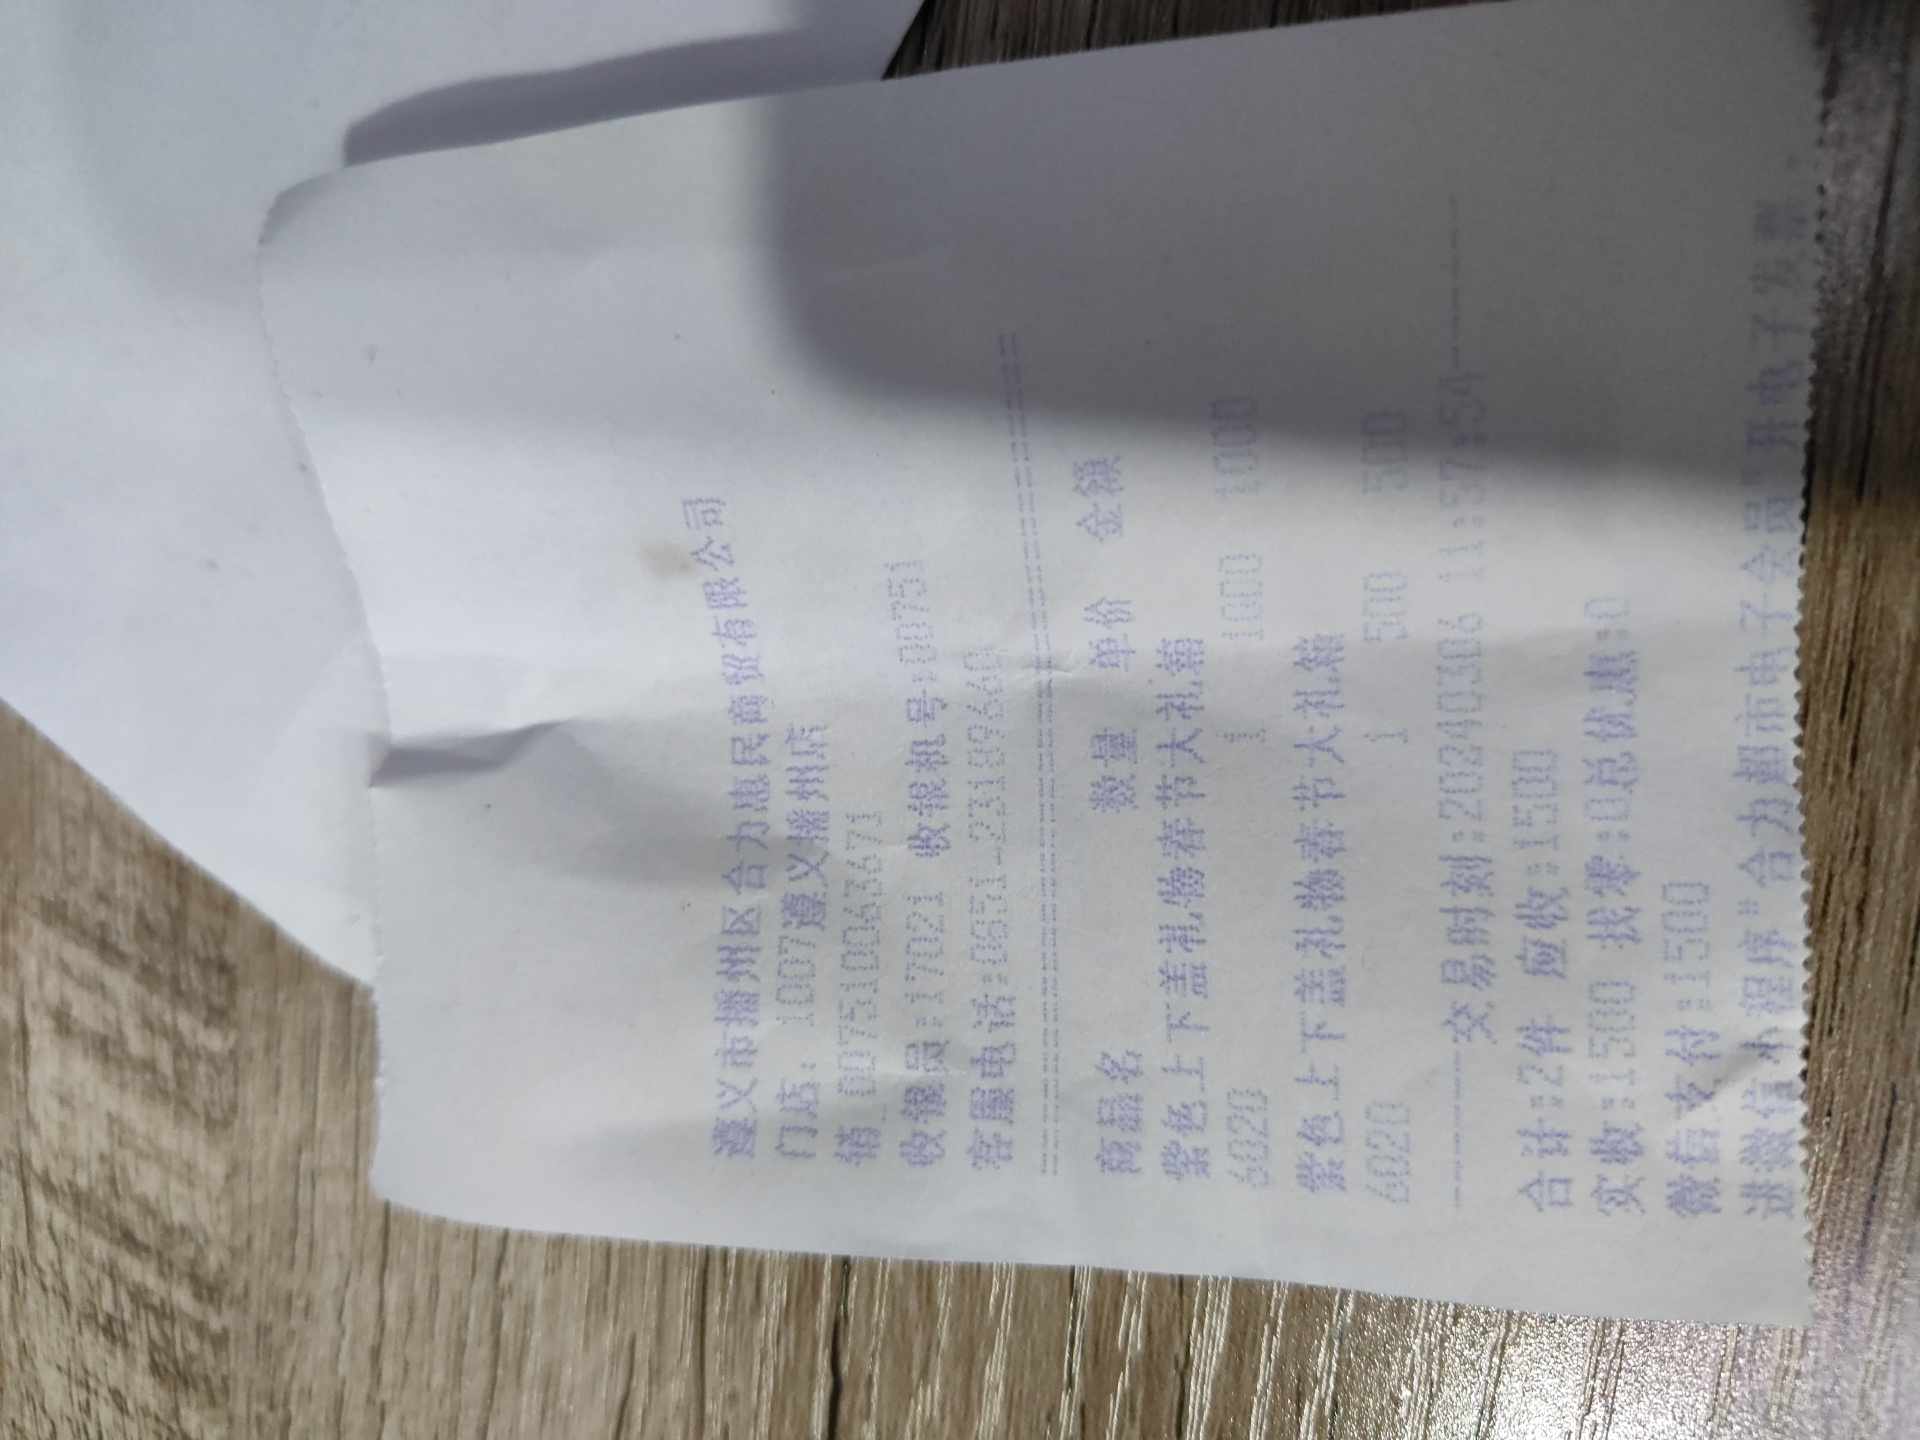 遵义市播州区合力惠民商贸有限公司
门店: 1007遵义播州店
销 007510063671
收银员:17021 收银机号:00751
客服电话:0851-23189660
商品名 数量 单价 金额
紫色上下盖礼物春节大礼箱
6020 1 1000 1000
紫色上下盖礼物春节大礼箱
6020 1 500 500
--------交易时刻:20240306 11:57:54--------
合计:2件 应收:1500
实收:1500 找零:0总优惠:0
微信支付:1500
进微信小程序"合力超市电子会员"开电子发票